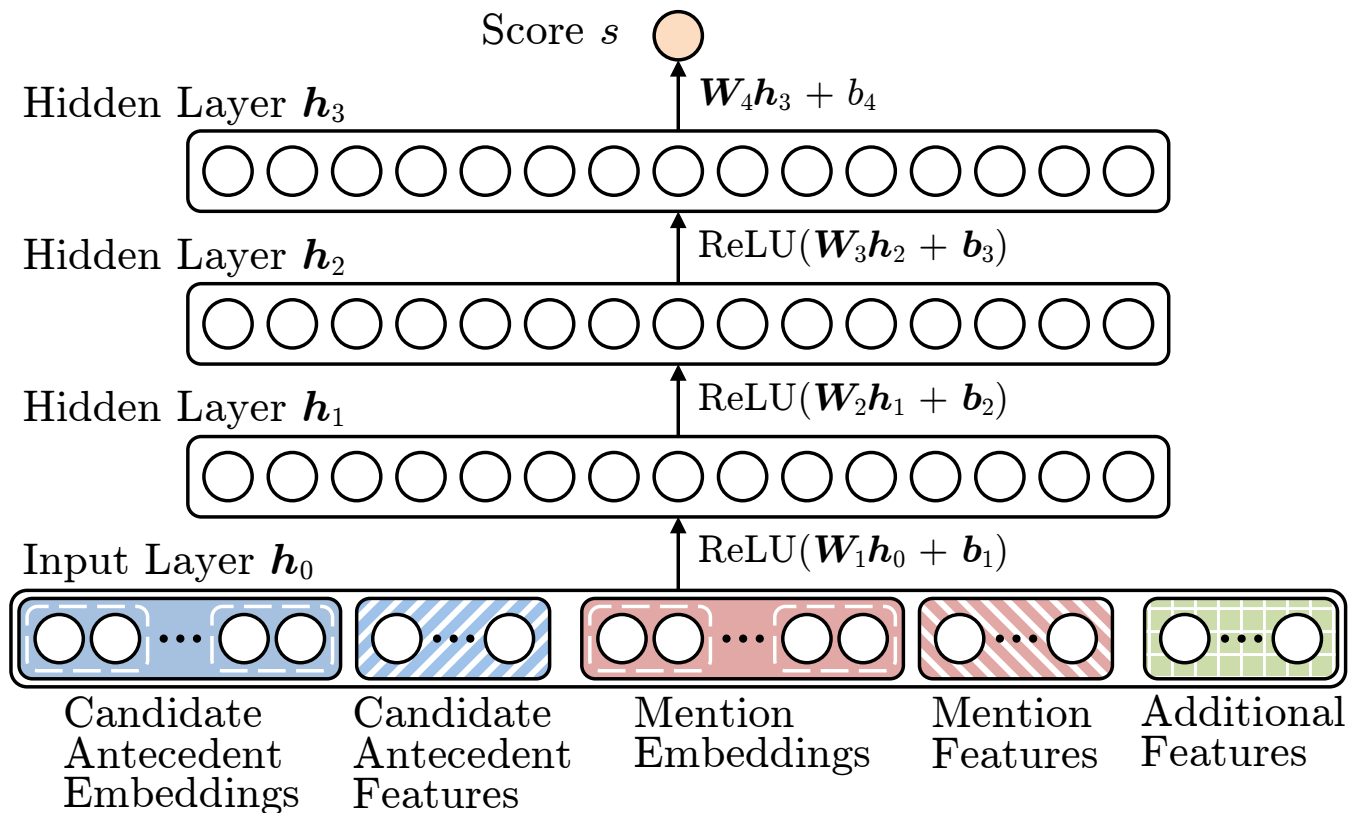 Score s
W₄h₃ + b₄
Hidden Layer h₃
ReLU(W₃h₂ + b₃)
Hidden Layer h₂
ReLU(W₂h₁ + b₂)
Hidden Layer h₁
ReLU(W₁h₀ + b₁)
Input Layer h₀
Candidate
Antecedent
Embeddings
Candidate
Antecedent
Features
Mention
Embeddings
Mention
Features
Additional
Features